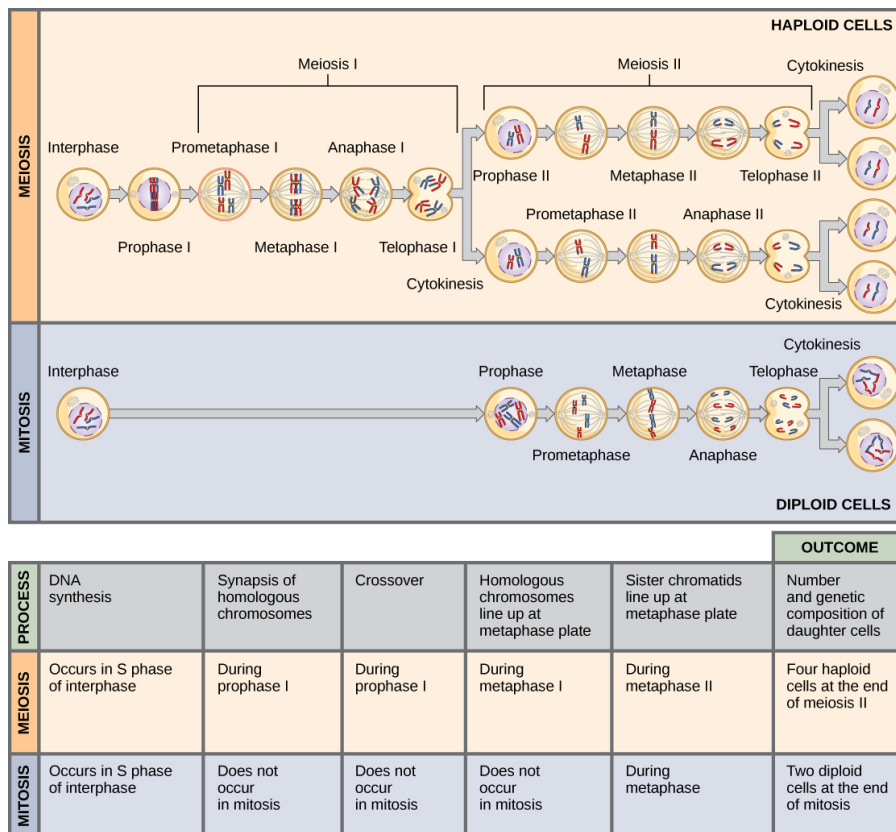 HAPLOID CELLS
MEIOSIS
Meiosis I
Meiosis II
Cytokinesis
Interphase
Prometaphase I
Anaphase I
Prophase II
Metaphase II
Telophase II
Prophase I
Metaphase I
Telophase I
Prometaphase II
Anaphase II
Cytokinesis
Cytokinesis
MITOSIS
Cytokinesis
Interphase
Prophase
Metaphase
Telophase
Prometaphase
Anaphase
DIPLOID CELLS
OUTCOME
PROCESS
DNA
synthesis
Synapsis of
homologous
chromosomes
Crossover
Homologous
chromosomes
line up at
metaphase plate
Sister chromatids
line up at
metaphase plate
Number
and genetic
composition of
daughter cells
MEIOSIS
Occurs in S phase
of interphase
During
prophase I
During
prophase I
During
metaphase I
During
metaphase II
Four haploid
cells at the end
of meiosis II
MITOSIS
Occurs in S phase
of interphase
Does not
occur
in mitosis
Does not
occur
in mitosis
Does not
occur
in mitosis
During
metaphase
Two diploid
cells at the end
of mitosis